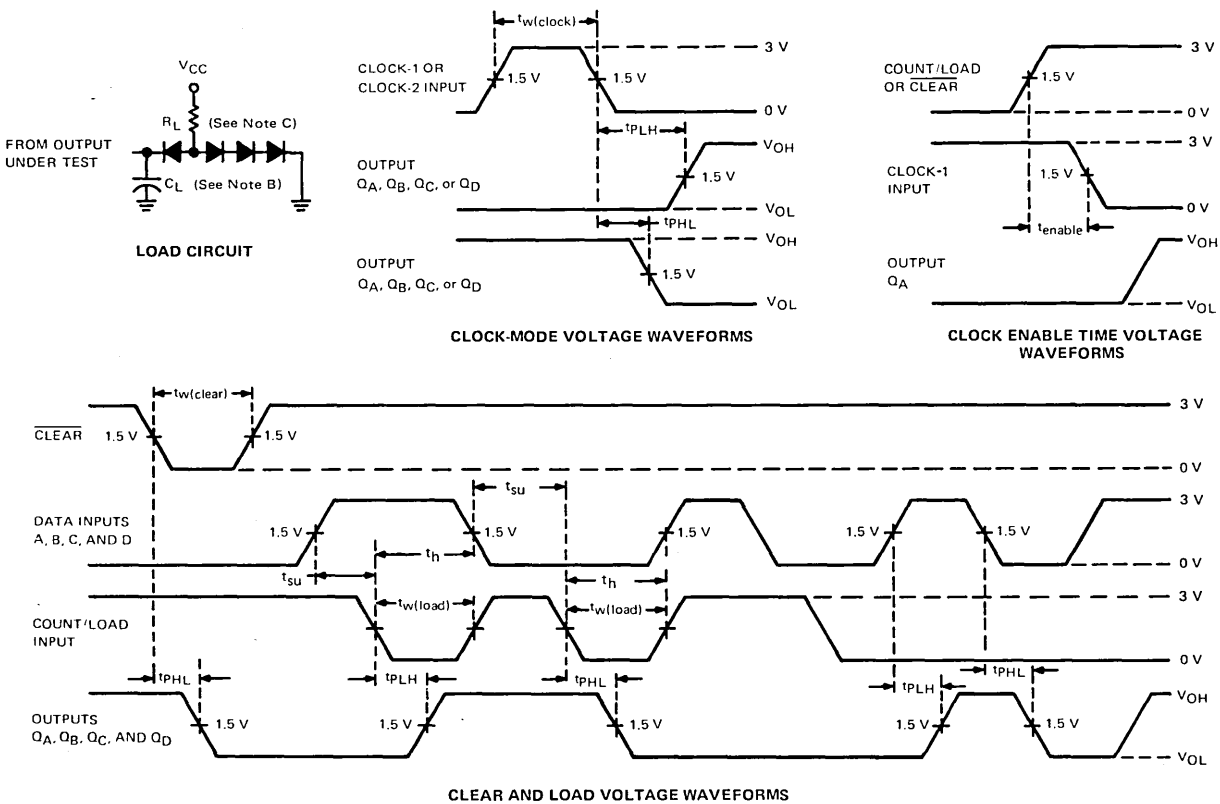 VCC
RL (See Note C)
FROM OUTPUT
UNDER TEST
CL (See Note B)
LOAD CIRCUIT
tw(clock)
3 V
CLOCK-1 OR
CLOCK-2 INPUT
1.5 V
1.5 V
0 V
tPLH
VOH
OUTPUT
QA, QB, QC, or QD
1.5 V
VOL
tPHL
VOH
OUTPUT
QA, QB, QC, or QD
1.5 V
VOL
CLOCK-MODE VOLTAGE WAVEFORMS
3 V
COUNT/LOAD
OR CLEAR
1.5 V
0 V
3 V
CLOCK-1
INPUT
1.5 V
0 V
tenable
VOH
OUTPUT
QA
VOL
CLOCK ENABLE TIME VOLTAGE
WAVEFORMS
tw(clear)
3 V
CLEAR
1.5 V
1.5 V
0 V
tsu
3 V
DATA INPUTS
A, B, C, AND D
1.5 V
1.5 V
1.5 V
1.5 V
1.5 V
th
0 V
tsu
th
tw(load)
tw(load)
3 V
COUNT/LOAD
INPUT
0 V
tPHL
tPLH
tPHL
tPLH
tPHL
VOH
OUTPUTS
QA, QB, QC, AND QD
1.5 V
1.5 V
1.5 V
1.5 V
1.5 V
VOL
CLEAR AND LOAD VOLTAGE WAVEFORMS